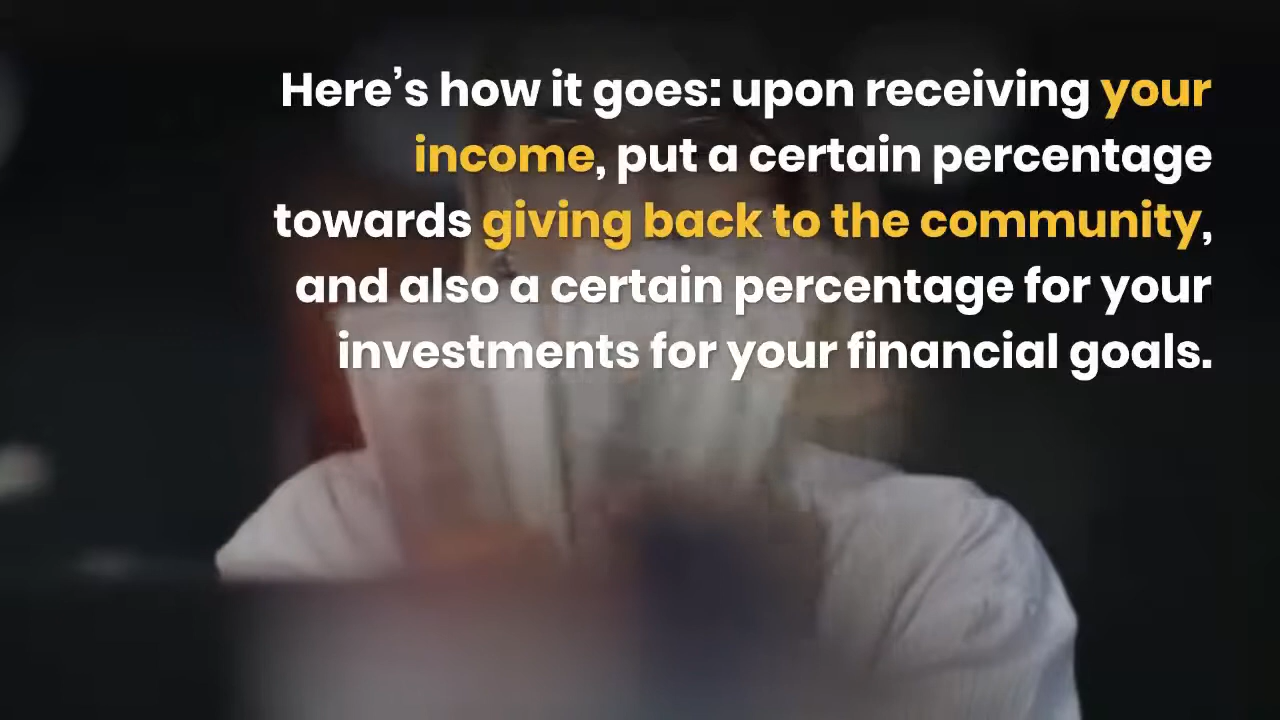 Here’s how it goes: upon receiving your
income, put a certain percentage
towards giving back to the community,
and also a certain percentage for your
investments for your financial goals.